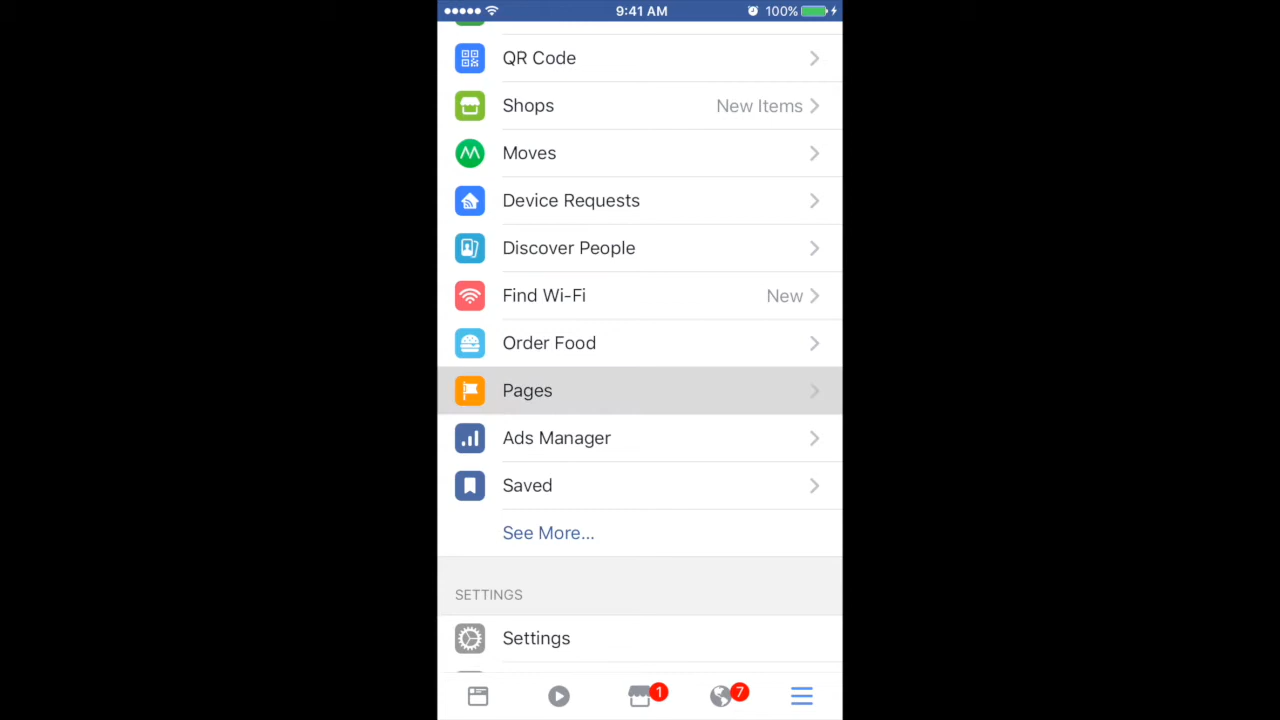 9:41 AM 100%
QR Code
Shops New Items
Moves
Device Requests
Discover People
Find Wi-Fi New
Order Food
Pages
Ads Manager
Saved
See More...
SETTINGS
Settings
1 7